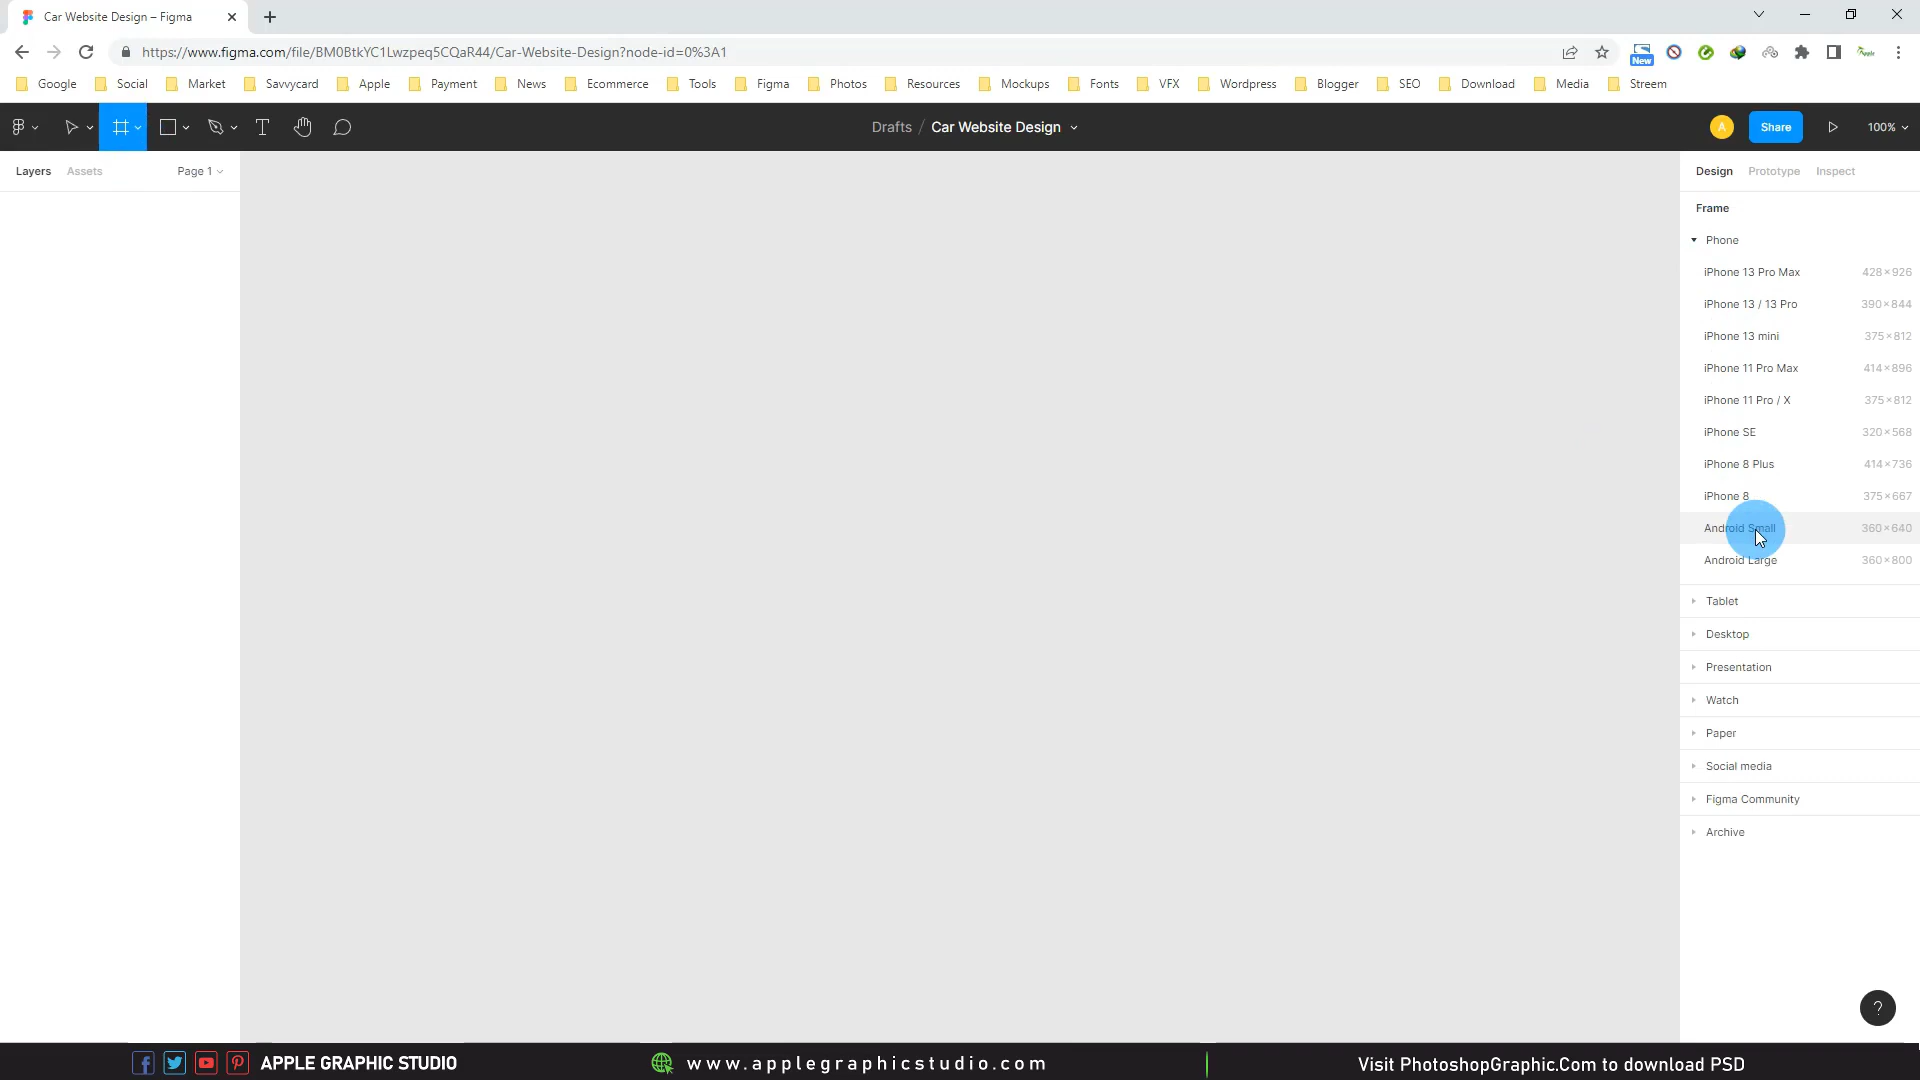 Car Website Design – Figma
https://www.figma.com/file/BM0BtkYC1Lwzpeq5CQaR44/Car-Website-Design?node-id=0%3A1
New
Google Social Market Savvycard Apple Payment News Ecommerce Tools Figma Photos Resources Mockups Fonts VFX Wordpress Blogger SEO Download Media Streem
Drafts / Car Website Design
A
Share
100%
Layers Assets Page 1
Design Prototype Inspect
Frame
Phone
iPhone 13 Pro Max 428×926
iPhone 13 / 13 Pro 390×844
iPhone 13 mini 375×812
iPhone 11 Pro Max 414×896
iPhone 11 Pro / X 375×812
iPhone SE 320×568
iPhone 8 Plus 414×736
iPhone 8 375×667
Android Small 360×640
Android Large 360×800
Tablet
Desktop
Presentation
Watch
Paper
Social media
Figma Community
Archive
?
APPLE GRAPHIC STUDIO www.applegraphicstudio.com Visit PhotoshopGraphic.Com to download PSD